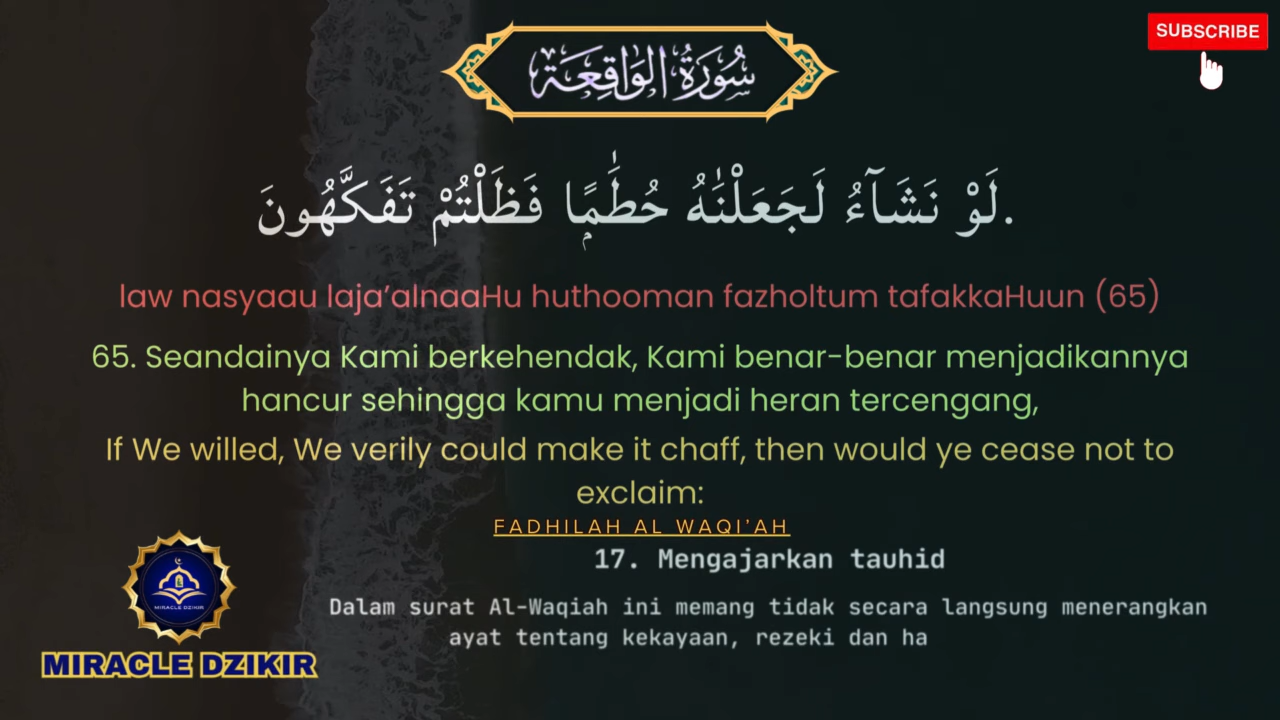 سُورَةُ الوَاقِعَة
SUBSCRIBE
لَوْ نَشَآءُ لَجَعَلْنَٰهُ حُطَٰمًۭا فَظَلْتُمْ تَفَكَّهُونَ.
law nasyaau laja’alnaaHu huthooman fazholtum tafakkaHuun (65)
65. Seandainya Kami berkehendak, Kami benar-benar menjadikannya
hancur sehingga kamu menjadi heran tercengang,
If We willed, We verily could make it chaff, then would ye cease not to
exclaim:
FADHILAH AL WAQI’AH
17. Mengajarkan tauhid
Dalam surat Al-Waqiah ini memang tidak secara langsung menerangkan
ayat tentang kekayaan, rezeki dan ha
MIRACLE DZIKIR
MIRACLE DZIKIR